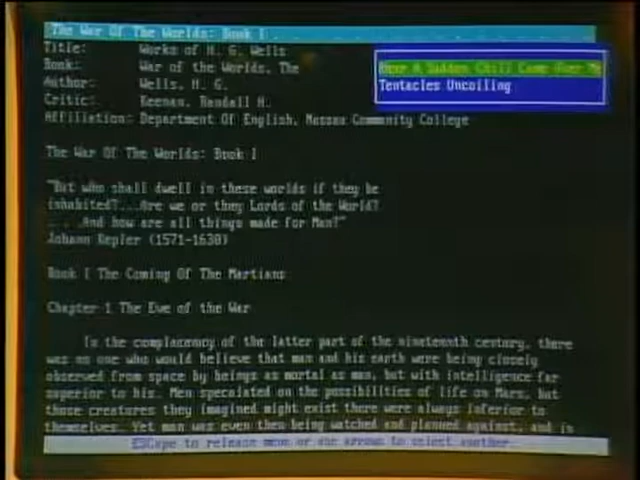 The War Of The Worlds: Book I
Title: Works of H. G. Wells
Book: War of the Worlds, The
Author: Wells, H. G.
Critic: Keenan, Randall H.
Affiliation: Department Of English, Nassau Community College
Hear A Sudden Chill Came Over Me
Tentacles Uncoiling
The War Of The Worlds: Book I
"But who shall dwell in these worlds if they be
inhabited?...Are we or they Lords of the World?
. . .And how are all things made for Man?"
Johann Kepler (1571-1630)
Book I The Coming Of The Martians
Chapter 1 The Eve of the War
In the complacency of the latter part of the nineteenth century, there
was no one who would believe that man and his earth were being closely
observed from space by beings as mortal as man, but with intelligence far
superior to his. Men speculated on the possibilities of life on Mars, but
those creatures they imagined might exist there were always inferior to
themselves. Yet man was even then being watched and planned against, and in
ESCape to release menu or use arrows to select another.